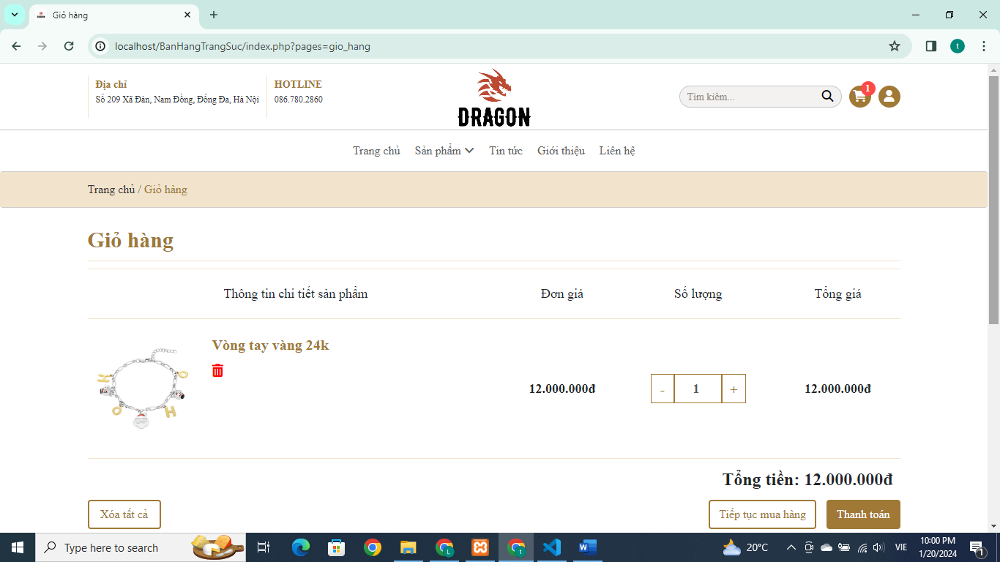 Giỏ hàng
localhost/BanHangTrangSuc/index.php?pages=gio_hang
t
Địa chỉ
Số 209 Xã Đàn, Nam Đồng, Đống Đa, Hà Nội
HOTLINE
086.780.2860
DRAGON
Tìm kiếm...
1
Trang chủ
Sản phẩm
Tin tức
Giới thiệu
Liên hệ
Trang chủ / Giỏ hàng
Giỏ hàng
Thông tin chi tiết sản phẩm
Đơn giá
Số lượng
Tổng giá
Vòng tay vàng 24k
12.000.000đ
- 1 +
12.000.000đ
Tổng tiền: 12.000.000đ
Xóa tất cả
Tiếp tục mua hàng
Thanh toán
Type here to search
20°C
VIE
10:00 PM
1/20/2024
1